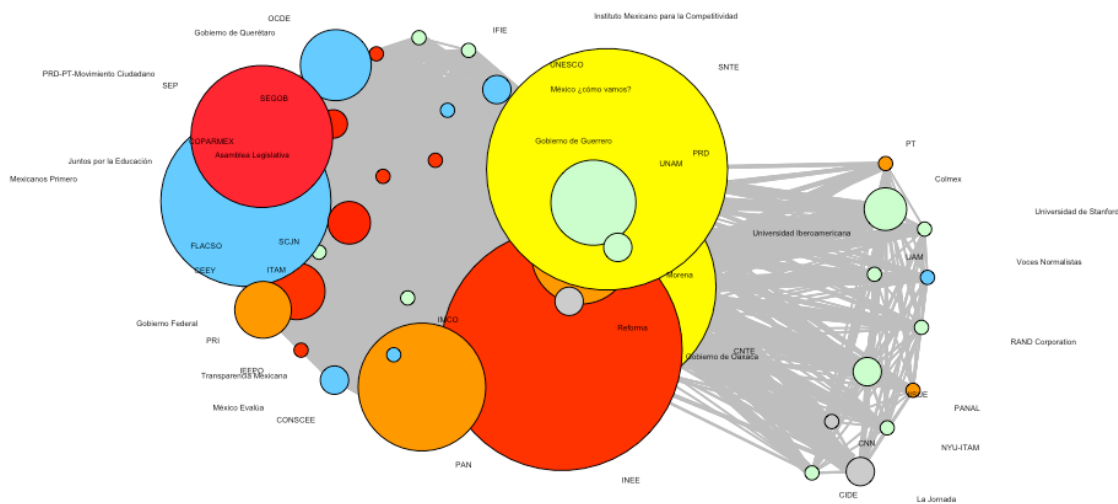 Instituto Mexicano para la Competitividad
OCDE
IFIE
Gobierno de Querétaro
UNESCO
SNTE
PRD-PT-Movimiento Ciudadano
SEP
México ¿cómo vamos?
SEGOB
COPARMEX
Gobierno de Guerrero
PT
Asamblea Legislativa
PRD
Juntos por la Educación
UNAM
Mexicanos Primero
Colmex
Universidad de Stanford
Universidad Iberoamericana
FLACSO
SCJN
UAM
Voces Normalistas
CEEY
ITAM
Morena
Gobierno Federal
IMCO
Reforma
PRI
RAND Corporation
CNTE
Gobierno de Oaxaca
IEEPO
Transparencia Mexicana
México Evalúa
CONSCEE
PANAL
CNN
NYU-ITAM
PAN
INEE
CIDE
La Jornada